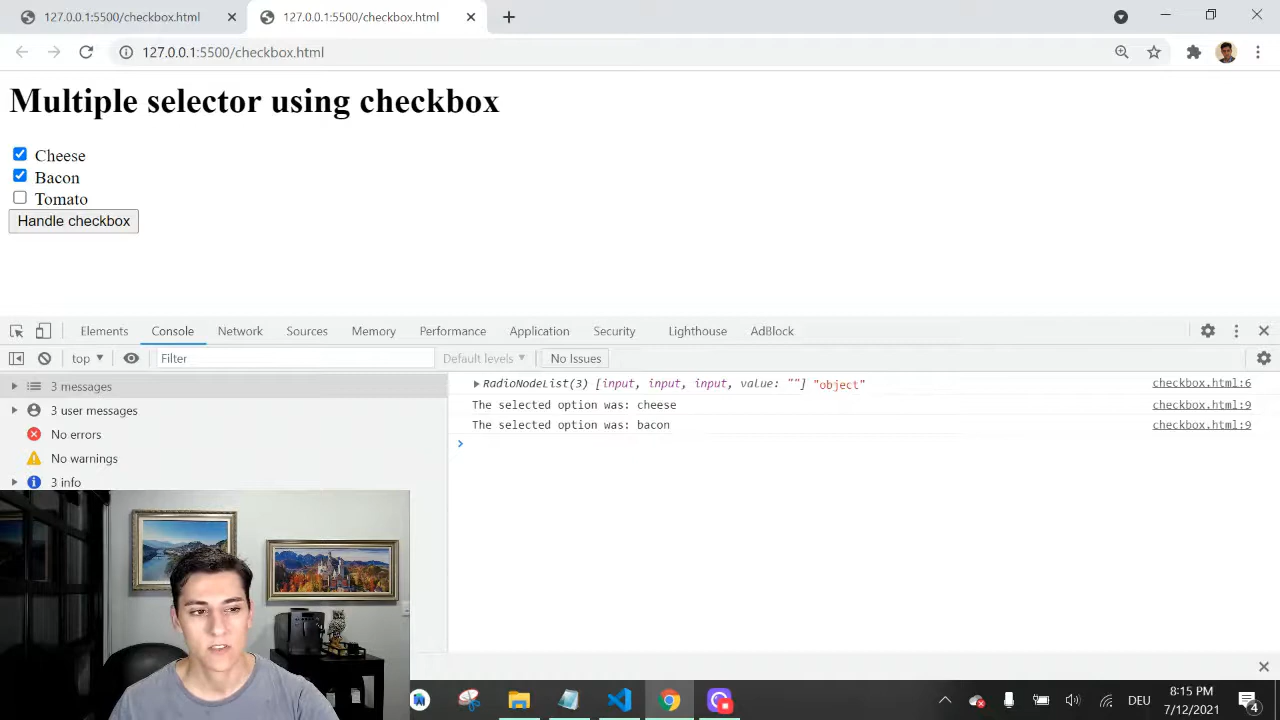 127.0.0.1:5500/checkbox.html
127.0.0.1:5500/checkbox.html
127.0.0.1:5500/checkbox.html
Multiple selector using checkbox
Cheese
Bacon
Tomato
Handle checkbox
Elements Console Network Sources Memory Performance Application Security Lighthouse AdBlock
top Filter Default levels No Issues
3 messages
3 user messages
No errors
No warnings
3 info
RadioNodeList(3) [input, input, input, value: ""] "object" checkbox.html:6
The selected option was: cheese checkbox.html:9
The selected option was: bacon checkbox.html:9
DEU
8:15 PM
7/12/2021
4